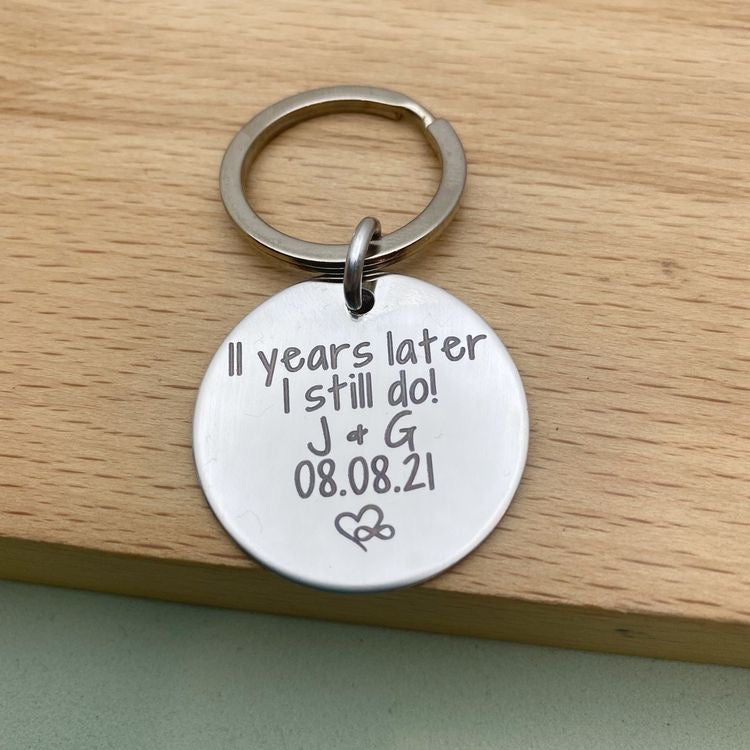 11 years later
I still do!
J & G
08.08.21